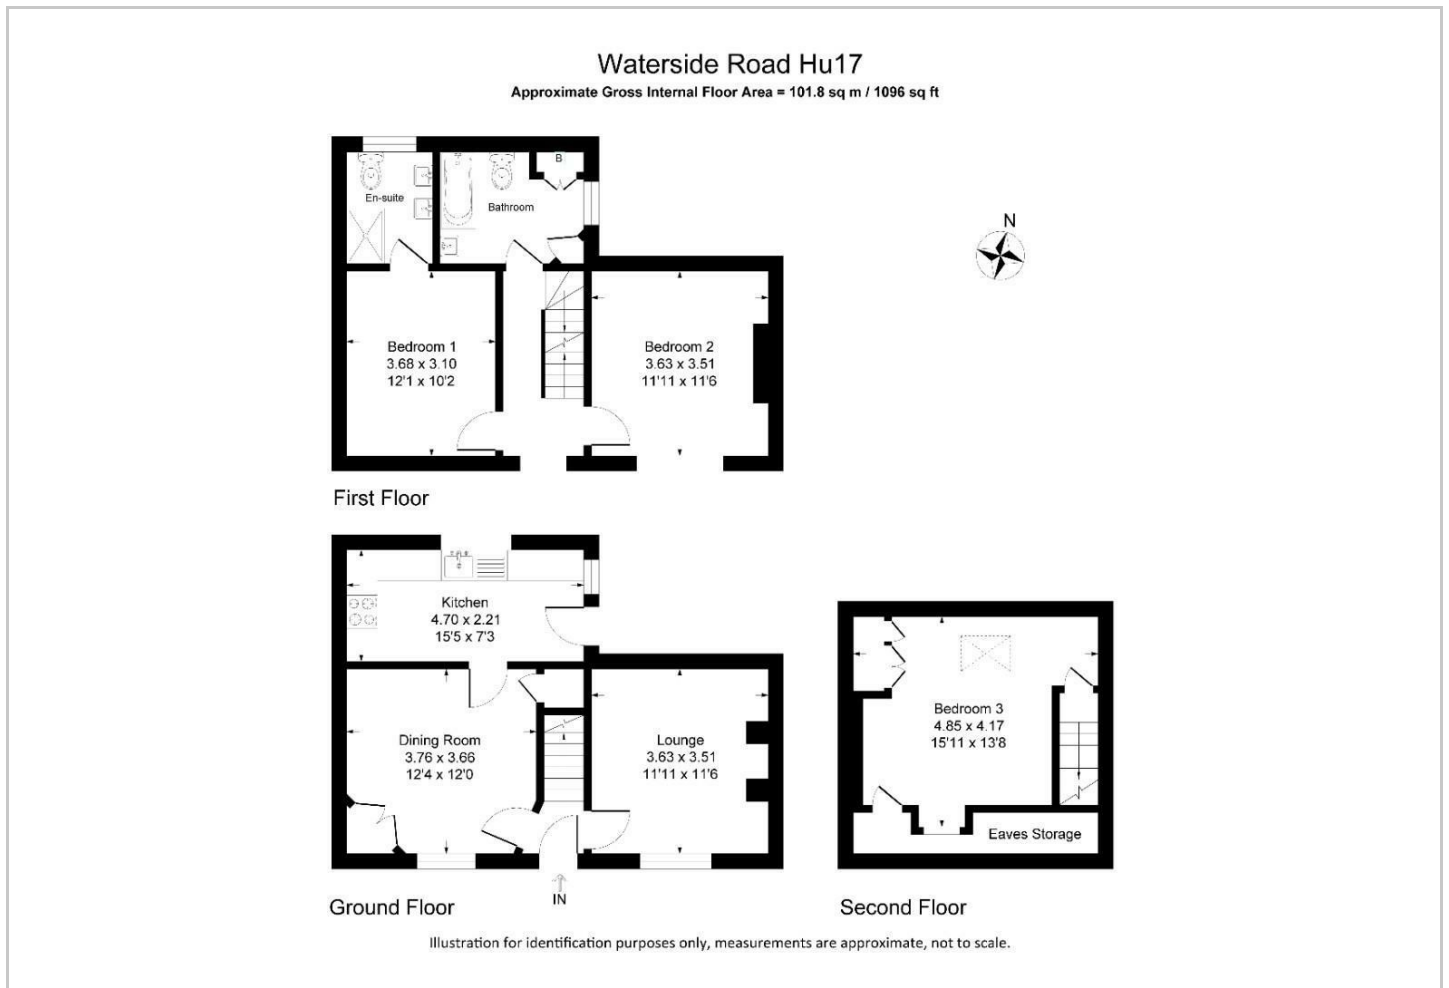 Waterside Road Hu17
Approximate Gross Internal Floor Area = 101.8 sq m / 1096 sq ft
B
En-suite
Bathroom
N
Bedroom 1
3.68 x 3.10
12'1 x 10'2
Bedroom 2
3.63 x 3.51
11'11 x 11'6
First Floor
Kitchen
4.70 x 2.21
15'5 x 7'3
Dining Room
3.76 x 3.66
12'4 x 12'0
Lounge
3.63 x 3.51
11'11 x 11'6
IN
Ground Floor
Bedroom 3
4.85 x 4.17
15'11 x 13'8
Eaves Storage
Second Floor
Illustration for identification purposes only, measurements are approximate, not to scale.